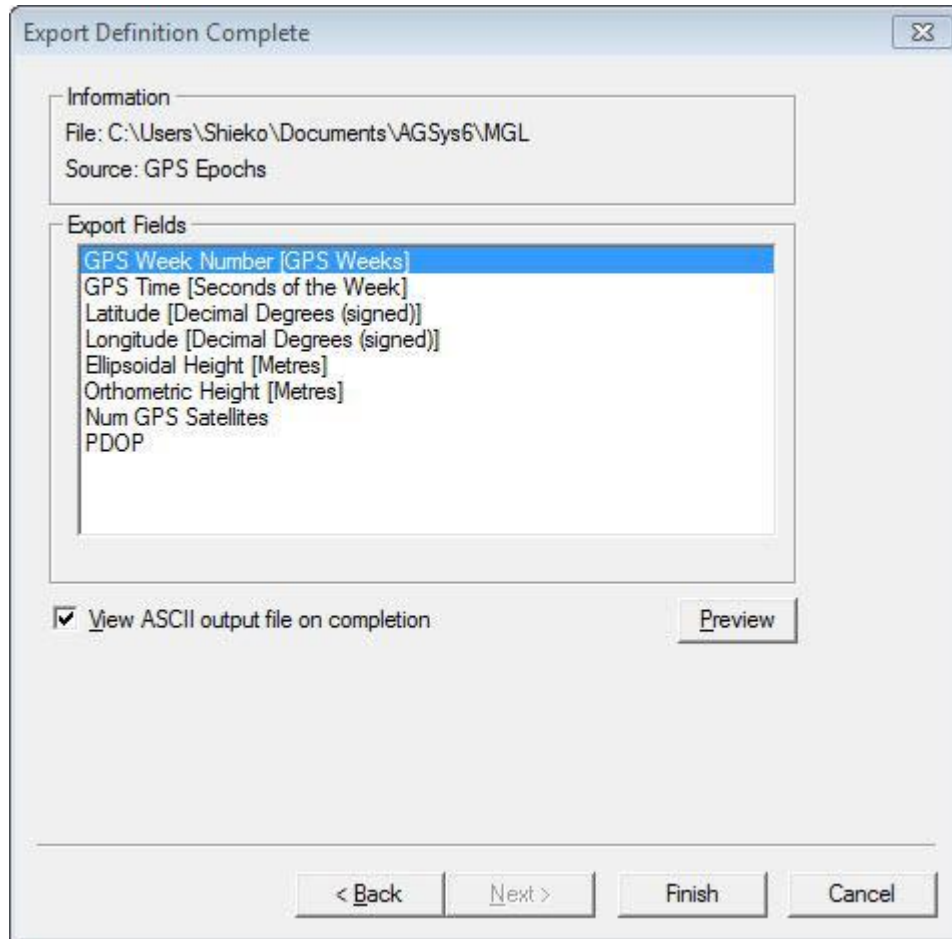 Export Definition Complete
Information
File: C:\Users\Shieko\Documents\AGSys6\MGL
Source: GPS Epochs
Export Fields
GPS Week Number [GPS Weeks]
GPS Time [Seconds of the Week]
Latitude [Decimal Degrees (signed)]
Longitude [Decimal Degrees (signed)]
Ellipsoidal Height [Metres]
Orthometric Height [Metres]
Num GPS Satellites
PDOP
View ASCII output file on completion
Preview
< Back
Next >
Finish
Cancel